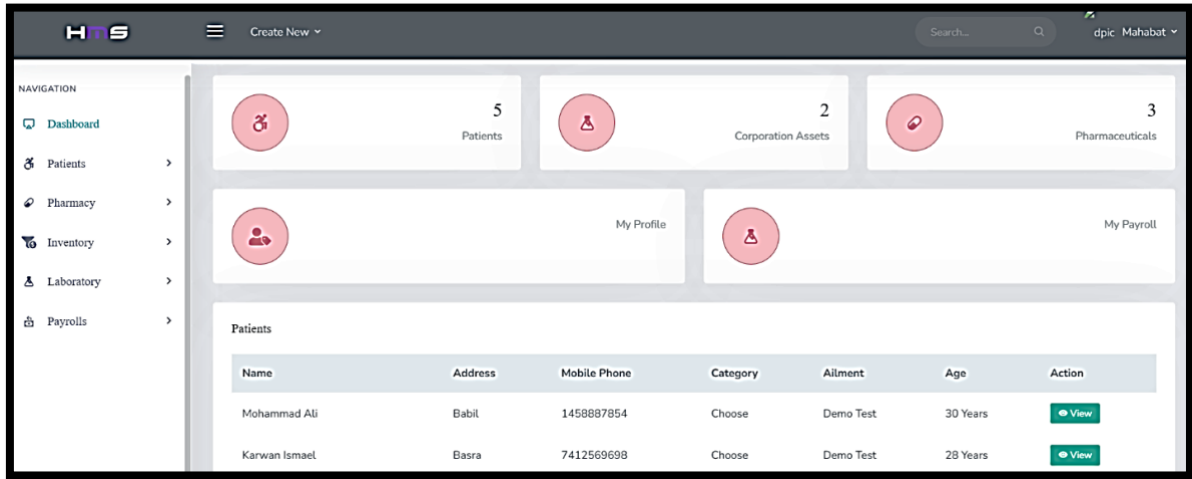 HMS
Create New
Search...
dpic Mahabat
NAVIGATION
Dashboard
Patients
Pharmacy
Inventory
Laboratory
Payrolls
5
Patients
2
Corporation Assets
3
Pharmaceuticals
My Profile
My Payroll
Patients
Name Address Mobile Phone Category Ailment Age Action
Mohammad Ali Babil 1458887854 Choose Demo Test 30 Years View
Karwan Ismael Basra 7412569698 Choose Demo Test 28 Years View